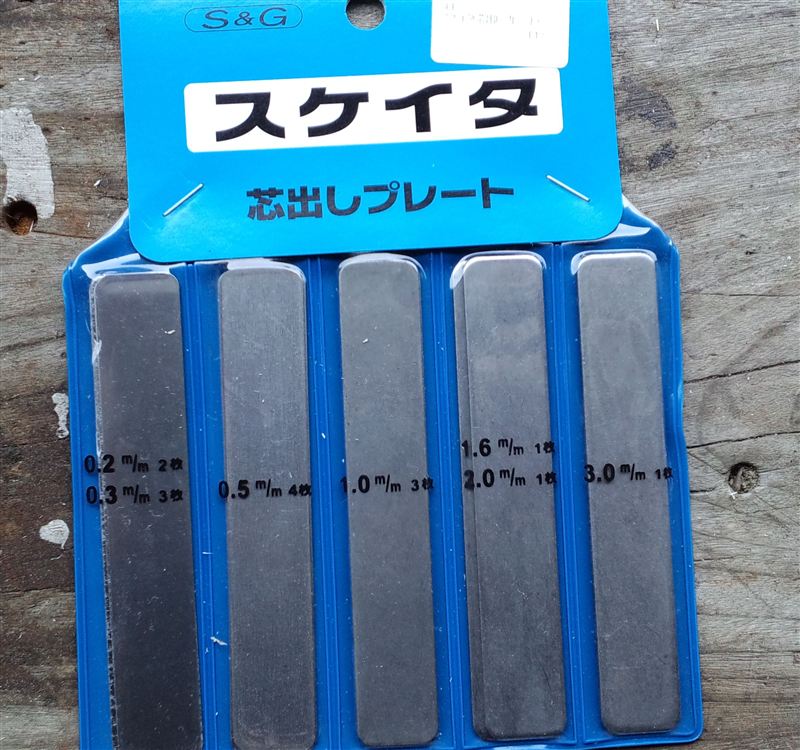 S&G
スケイタ
芯出しプレート
0.2 m/m 2枚
0.3 m/m 3枚
0.5 m/m 4枚
1.0 m/m 3枚
1.6 m/m 1枚
2.0 m/m 1枚
3.0 m/m 1枚